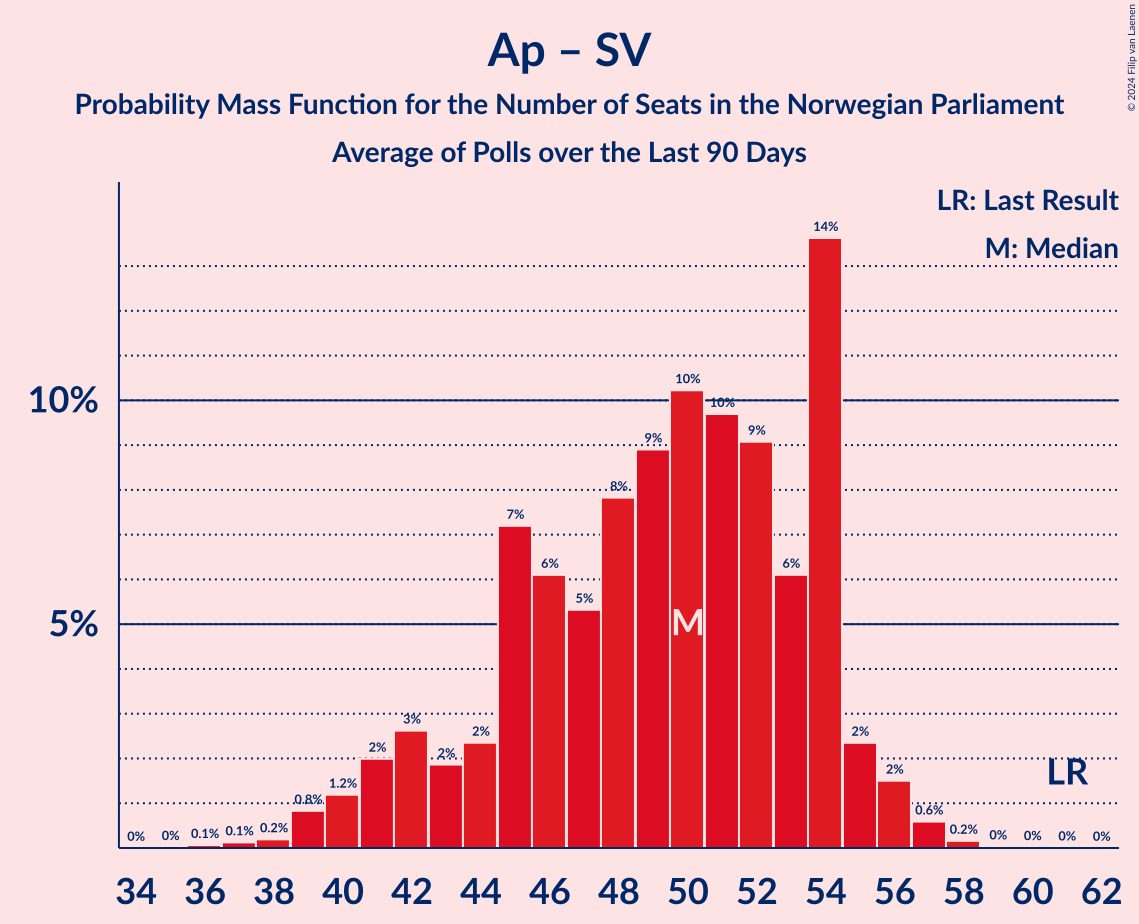 Ap – SV
Probability Mass Function for the Number of Seats in the Norwegian Parliament
Average of Polls over the Last 90 Days
© 2024 Filip van Laenen
LR: Last Result
M: Median
10%
5%
0% 0% 0.1% 0.1% 0.2% 0.8% 1.2% 2% 3% 2% 2% 7% 6% 5% 8% 9% 10% 10% 9% 6% 14% 2% 2% 0.6% 0.2% 0% 0% 0% 0%
M
LR
34 36 38 40 42 44 46 48 50 52 54 56 58 60 62